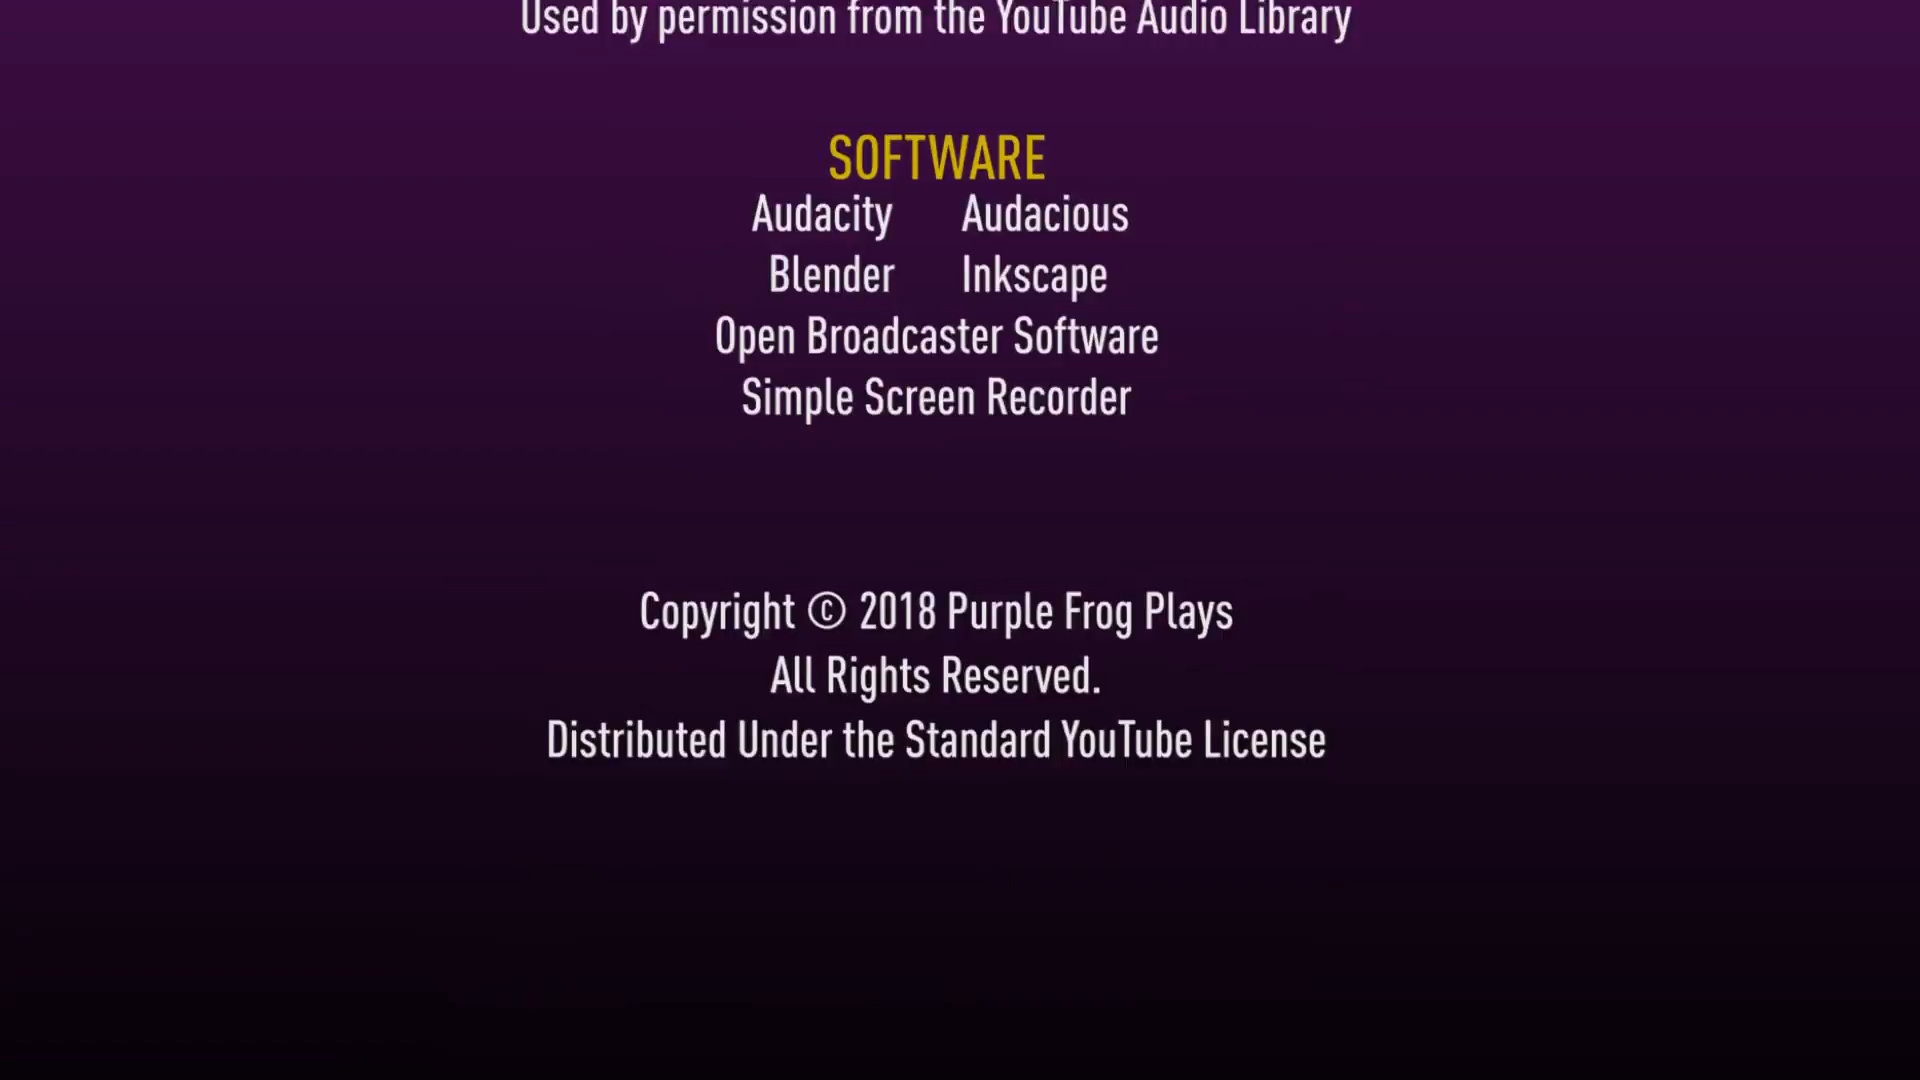 Used by permission from the YouTube Audio Library
SOFTWARE
Audacity Audacious
Blender Inkscape
Open Broadcaster Software
Simple Screen Recorder
Copyright © 2018 Purple Frog Plays
All Rights Reserved.
Distributed Under the Standard YouTube License